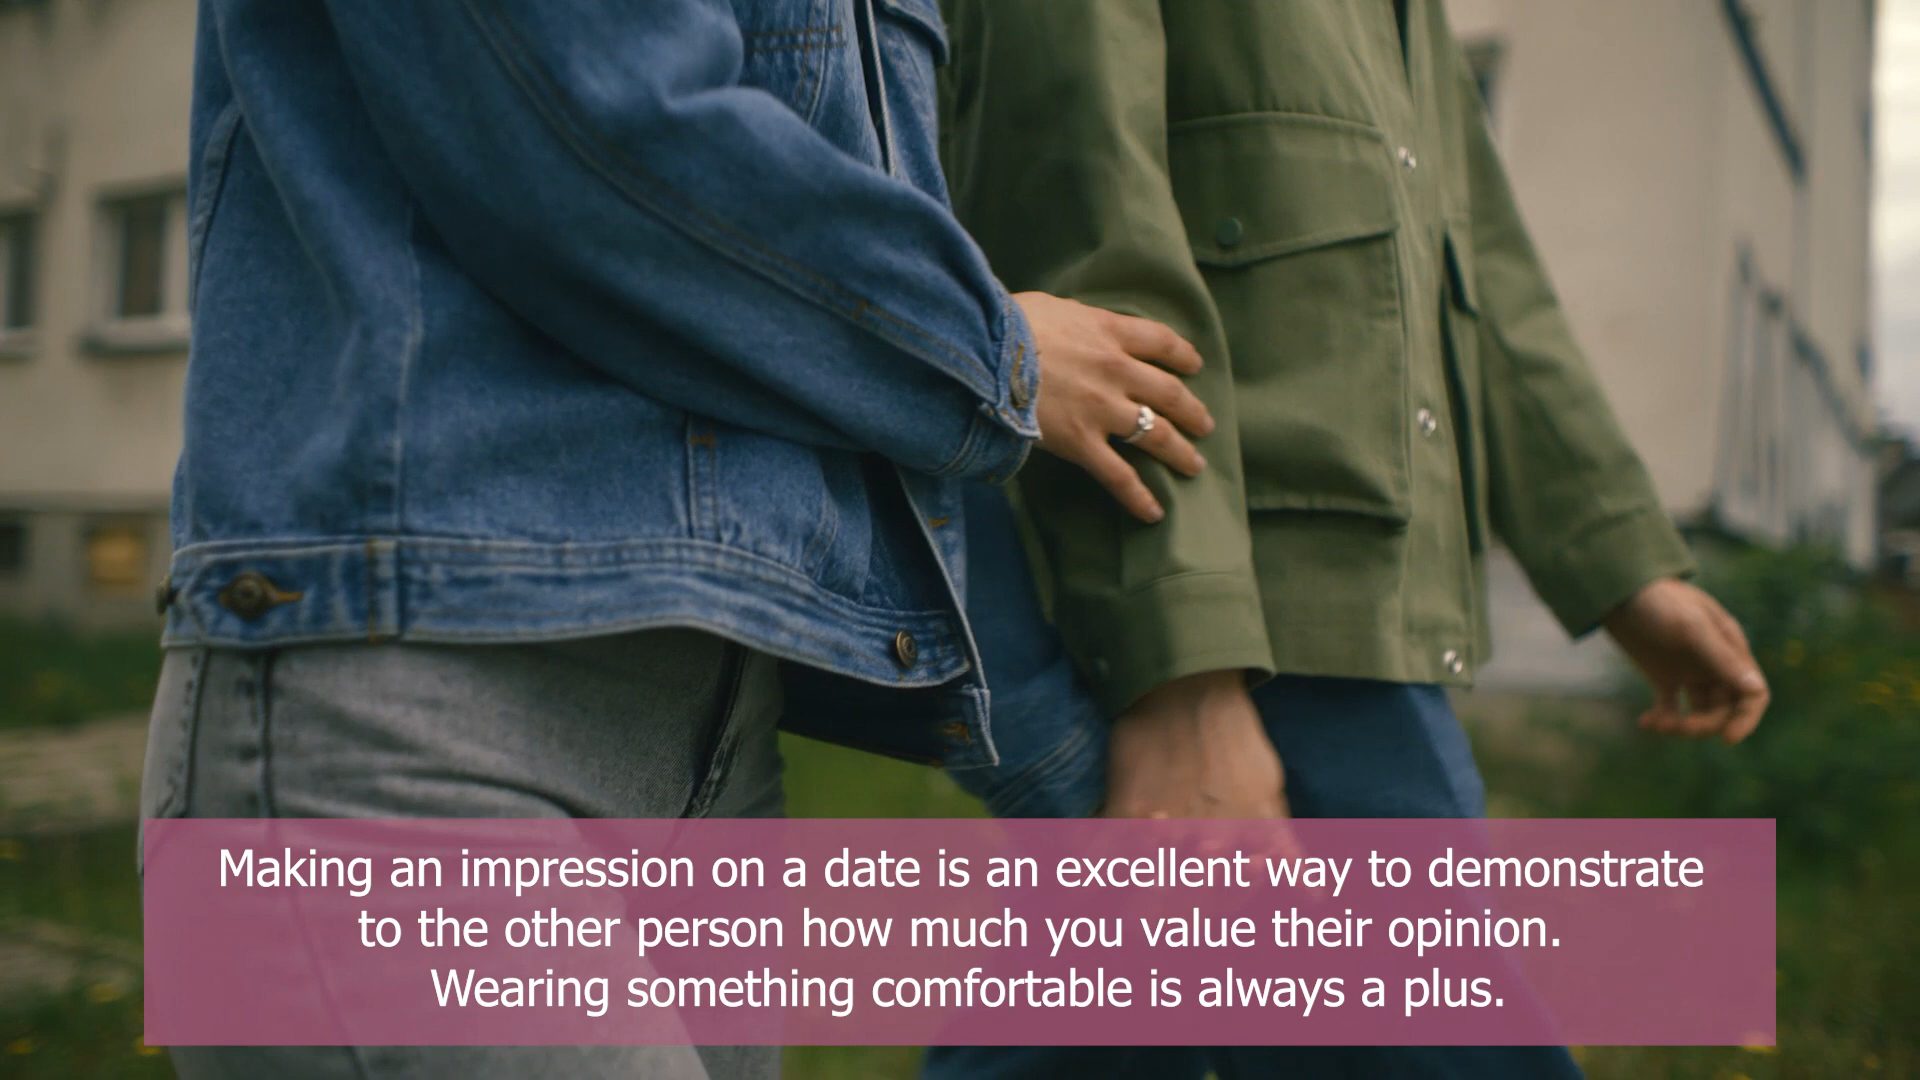 Making an impression on a date is an excellent way to demonstrate
to the other person how much you value their opinion.
Wearing something comfortable is always a plus.